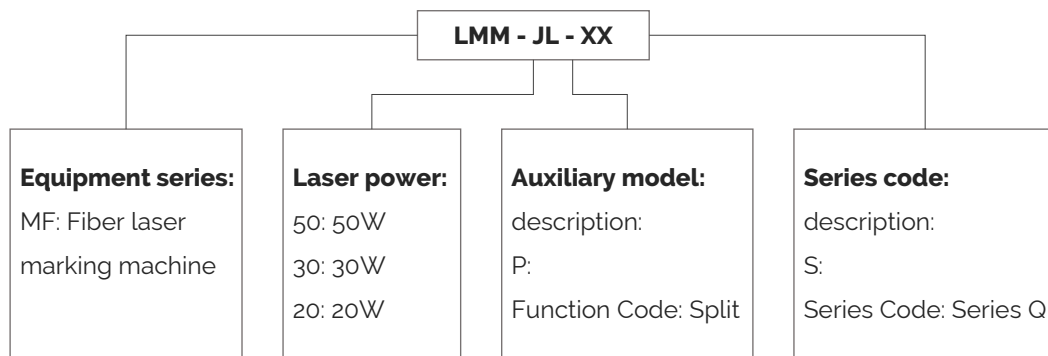 LMM - JL - XX
Equipment series:
MF: Fiber laser
marking machine
Laser power:
50: 50W
30: 30W
20: 20W
Auxiliary model:
description:
P:
Function Code: Split
Series code:
description:
S:
Series Code: Series Q